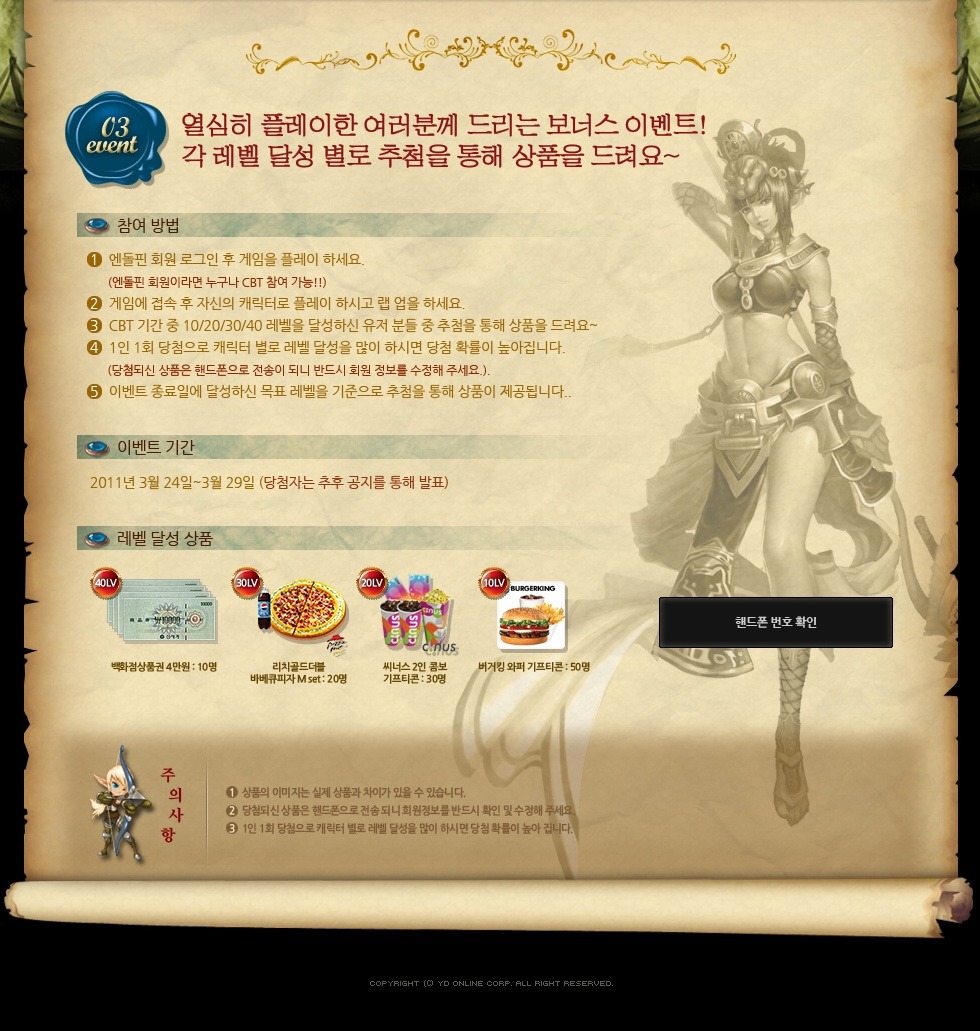 03
event
열심히 플레이한 여러분께 드리는 보너스 이벤트!
각 레벨 달성 별로 추첨을 통해 상품을 드려요~
참여 방법
1 엔돌핀 회원 로그인 후 게임을 플레이 하세요.
(엔돌핀 회원이라면 누구나 CBT 참여 가능!!)
2 게임에 접속 후 자신의 캐릭터로 플레이 하시고 랩 업을 하세요.
3 CBT 기간 중 10/20/30/40 레벨을 달성하신 유저 분들 중 추첨을 통해 상품을 드려요~
4 1인 1회 당첨으로 캐릭터 별로 레벨 달성을 많이 하시면 당첨 확률이 높아집니다.
(당첨되신 상품은 핸드폰으로 전송이 되니 반드시 회원 정보를 수정해 주세요.).
5 이벤트 종료일에 달성하신 목표 레벨을 기준으로 추첨을 통해 상품이 제공됩니다..
이벤트 기간
2011년 3월 24일~3월 29일 (당첨자는 추후 공지를 통해 발표)
레벨 달성 상품
40LV
30LV
20LV
10LV
BURGERKING
10000
₩10000
Pizza Hut
cinus
cinus
cinus
핸드폰 번호 확인
백화점상품권 4만원 : 10명
리치골드더블
바베큐피자 M set : 20명
씨너스 2인 콤보
기프티콘 : 30명
버거킹 와퍼 기프티콘 : 50명
주의사항
1 상품의 이미지는 실제 상품과 차이가 있을 수 있습니다.
2 당첨되신 상품은 핸드폰으로 전송 되니 회원정보를 반드시 확인 및 수정해 주세요.
3 1인 1회 당첨으로 캐릭터 별로 레벨 달성을 많이 하시면 당첨 확률이 높아 집니다.
COPYRIGHT (C) YD ONLINE CORP. ALL RIGHT RESERVED.